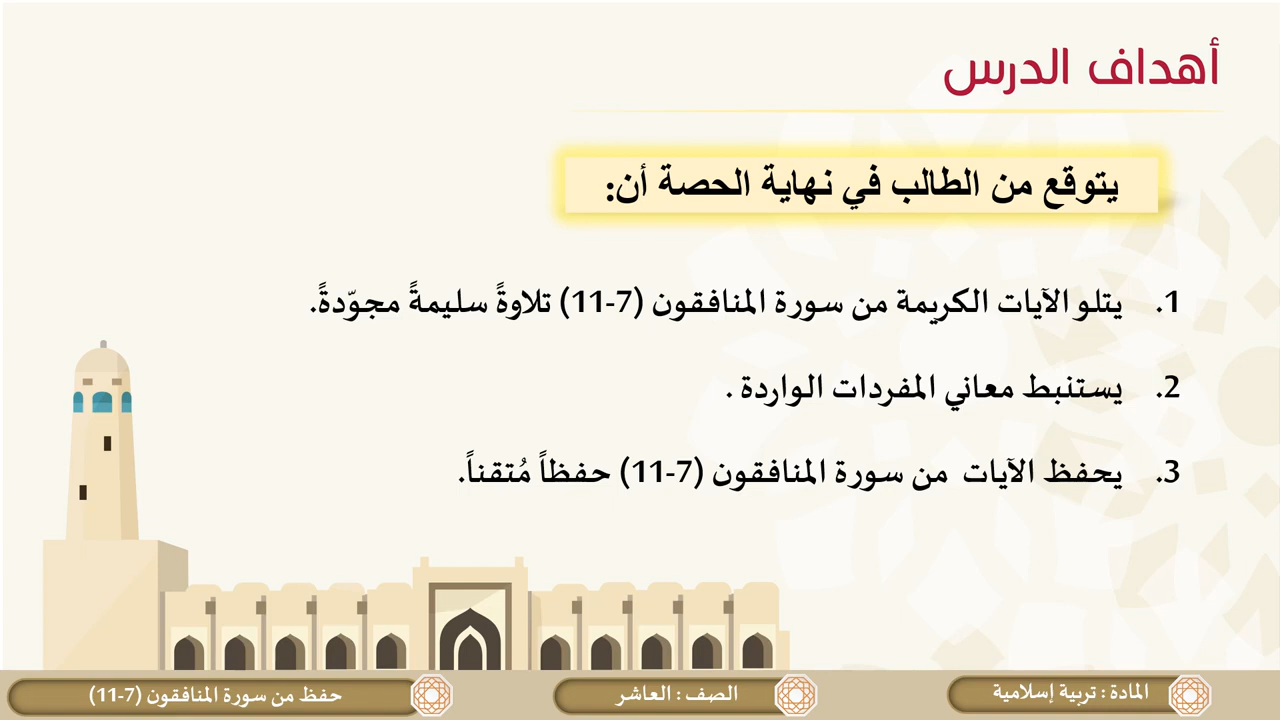 أهداف الدرس
يتوقع من الطالب في نهاية الحصة أن:
1. يتلو الآيات الكريمة من سورة المنافقون (7-11) تلاوةً سليمةً مجوّدةً.
2. يستنبط معاني المفردات الواردة .
3. يحفظ الآيات من سورة المنافقون (7-11) حفظاً مُتقناً.
المادة : تربية إسلامية
الصف : العاشر
حفظ من سورة المنافقون (7-11)